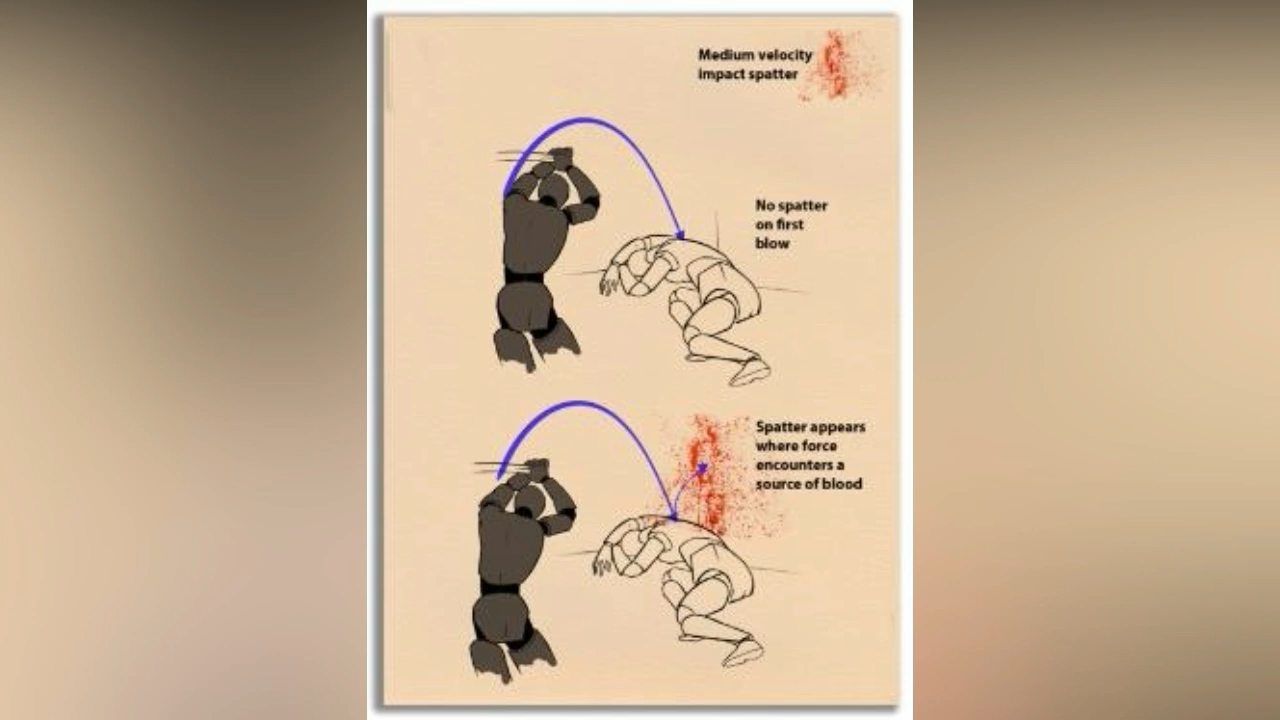 Medium velocity
impact spatter
No spatter
on first
blow
Spatter appears
where force
encounters a
source of blood